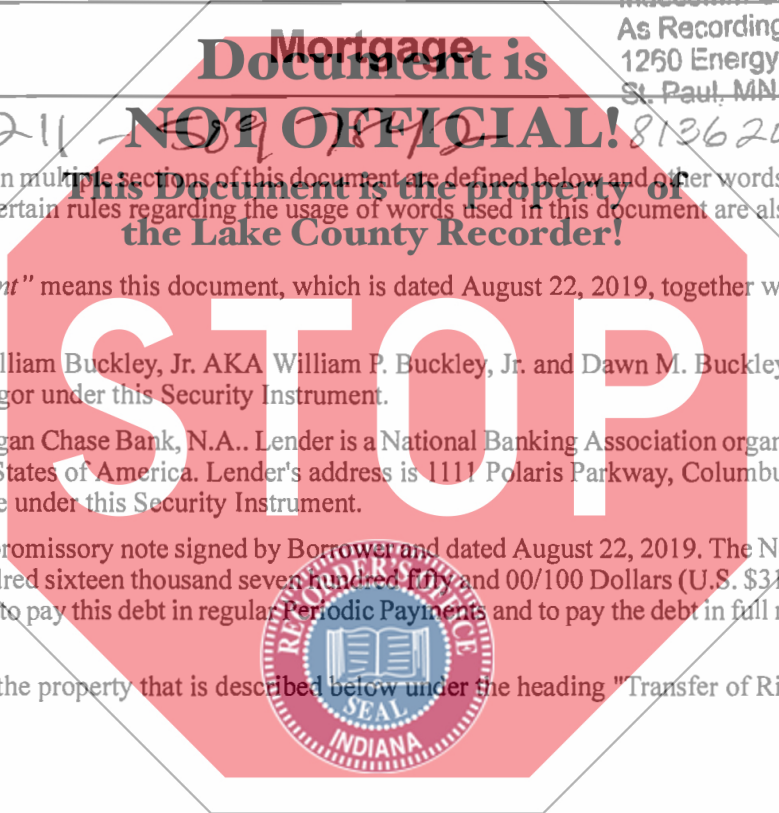 As Recording
Mortgage
Document is
1260 Energy
St. Paul, MN
NOT OFFICIAL!
n multiple sections of this document are defined below and other words
This Document is the property of
ertain rules regarding the usage of words used in this document are als
the Lake County Recorder!
nt" means this document, which is dated August 22, 2019, together w
STOP
lliam Buckley, Jr. AKA William P. Buckley, Jr. and Dawn M. Buckley
gor under this Security Instrument.
gan Chase Bank, N.A.. Lender is a National Banking Association organ
States of America. Lender's address is 1111 Polaris Parkway, Columbu
e under this Security Instrument.
romissory note signed by Borrower and dated August 22, 2019. The N
dred sixteen thousand seven hundred fifty and 00/100 Dollars (U.S. $31
to pay this debt in regular Periodic Payments and to pay the debt in full
RECORDER'S OFFICE
the property that is described below under the heading "Transfer of Ri
SEAL
INDIANA